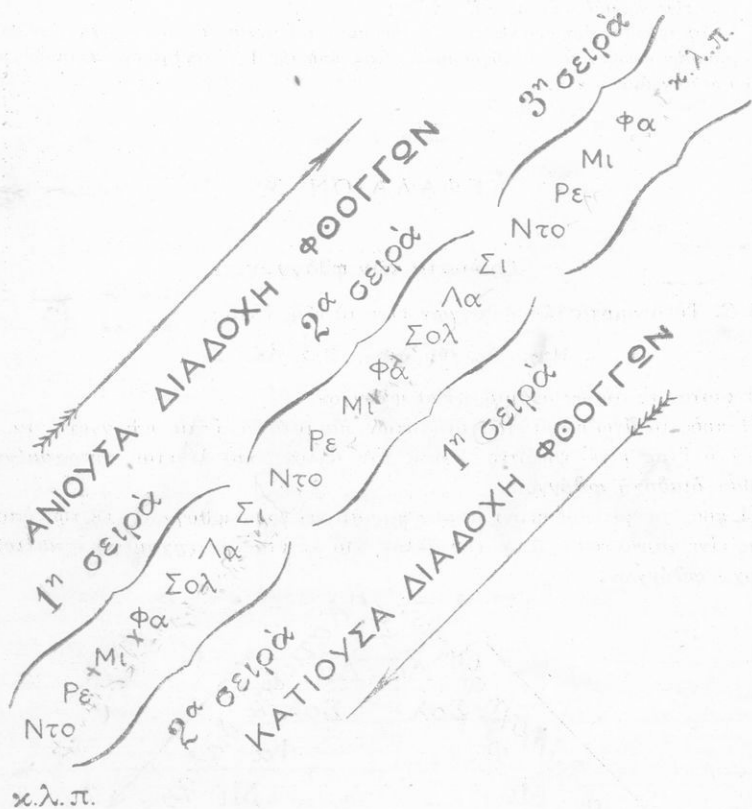 3η σειρά
κ.λ.π.
Φα
Μι
Ρε
Ντο
ΑΝΙΟΥΣΑ ΔΙΑΔΟΧΗ ΦΘΟΓΓΩΝ
2α σειρά
Σι
Λα
Σολ
Φα
Μι
Ρε
Ντο
1η σειρά
ΚΑΤΙΟΥΣΑ ΔΙΑΔΟΧΗ ΦΘΟΓΓΩΝ
1η σειρά
Λα
Σολ
Φα
Μι
Ρε
Ντο
2α σειρά
κ.λ.π.